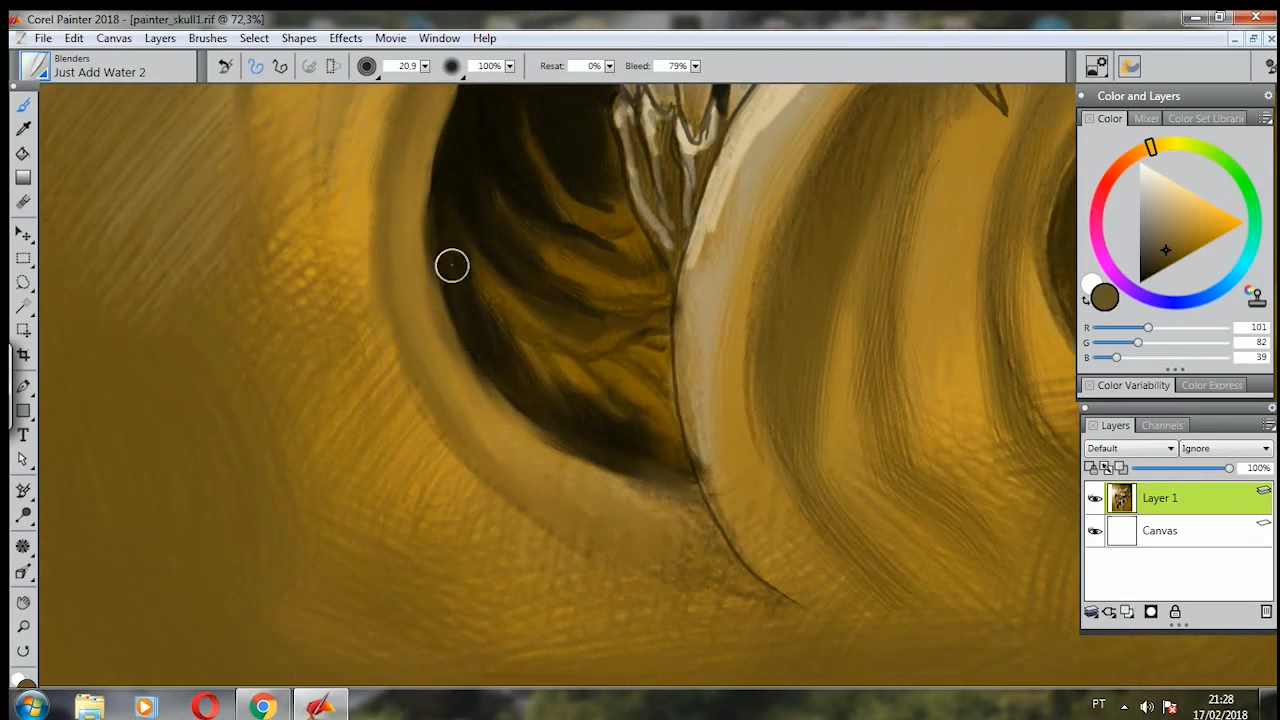 Corel Painter 2018 - [painter_skull1.rif @ 72,3%]
File Edit Canvas Layers Brushes Select Shapes Effects Movie Window Help
Blenders
Just Add Water 2
20,9
100%
Resat: 0%
Bleed: 79%
Color and Layers
Color Mixer Color Set Librari
R 101
G 82
B 39
Color Variability Color Express
Layers Channels
Default Ignore
100%
Layer 1
Canvas
T
PT
21:28
17/02/2018